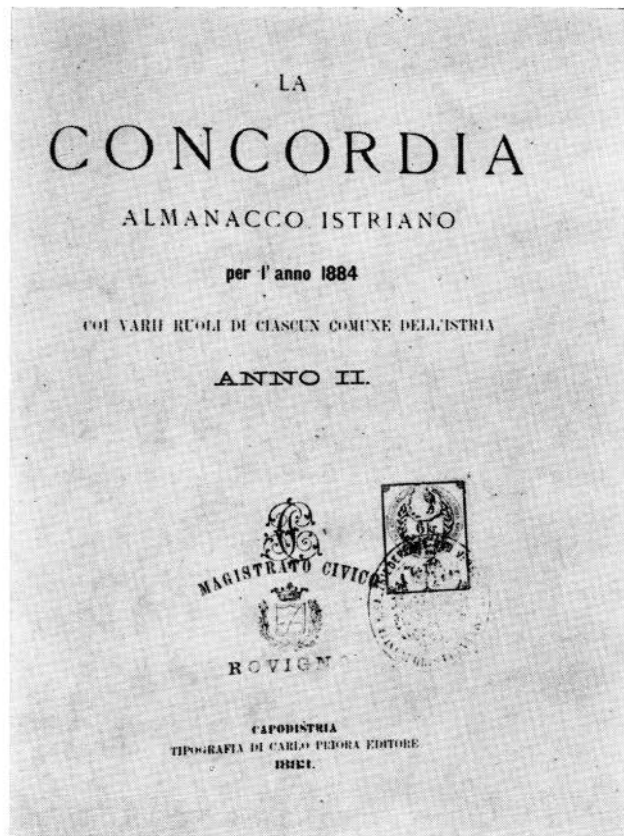 LA
CONCORDIA
ALMANACCO ISTRIANO
per l'anno 1884
COI VARII RUOLI DI CIASCUN COMUNE DELL'ISTRIA
ANNO II.
MAGISTRATO CIVICO
ROVIGNO
CAPODISTRIA
TIPOGRAFIA DI CARLO PRIORA EDITORE